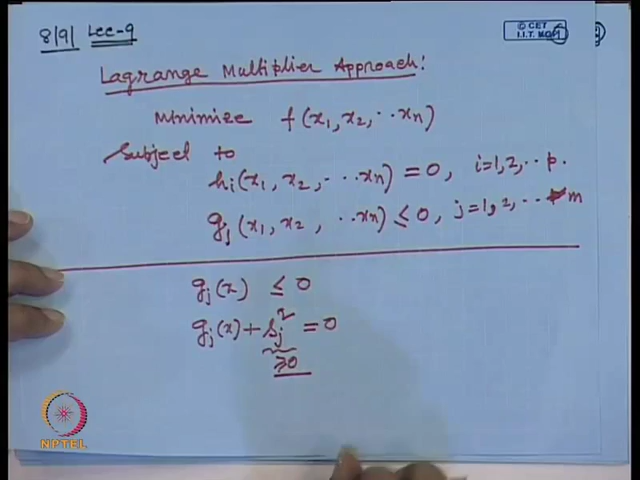 8/9/ Lec-9
© CET
I.I.T. KGP
Lagrange Multiplier Approach:
Minimize f(x₁, x₂, ··xₙ)
Subject to
hᵢ(x₁, x₂, ····xₙ) = 0, i=1,2,·· p.
gⱼ(x₁, x₂, ··xₙ) ≤ 0, j=1,2,·· m
gⱼ(x) ≤ 0
gⱼ(x) + sⱼ² = 0
≥0
NPTEL